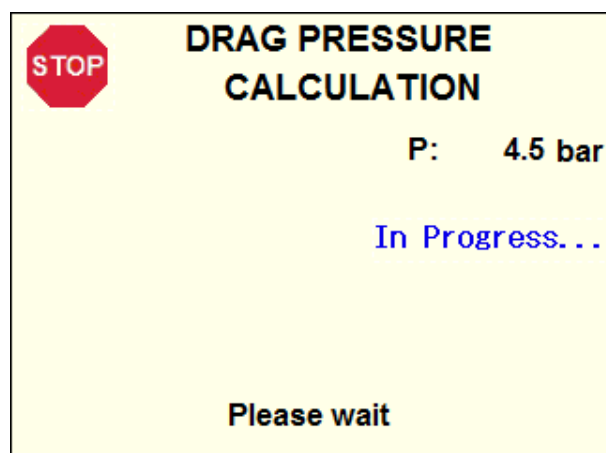 STOP
DRAG PRESSURE
CALCULATION
P: 4.5 bar
In Progress...
Please wait